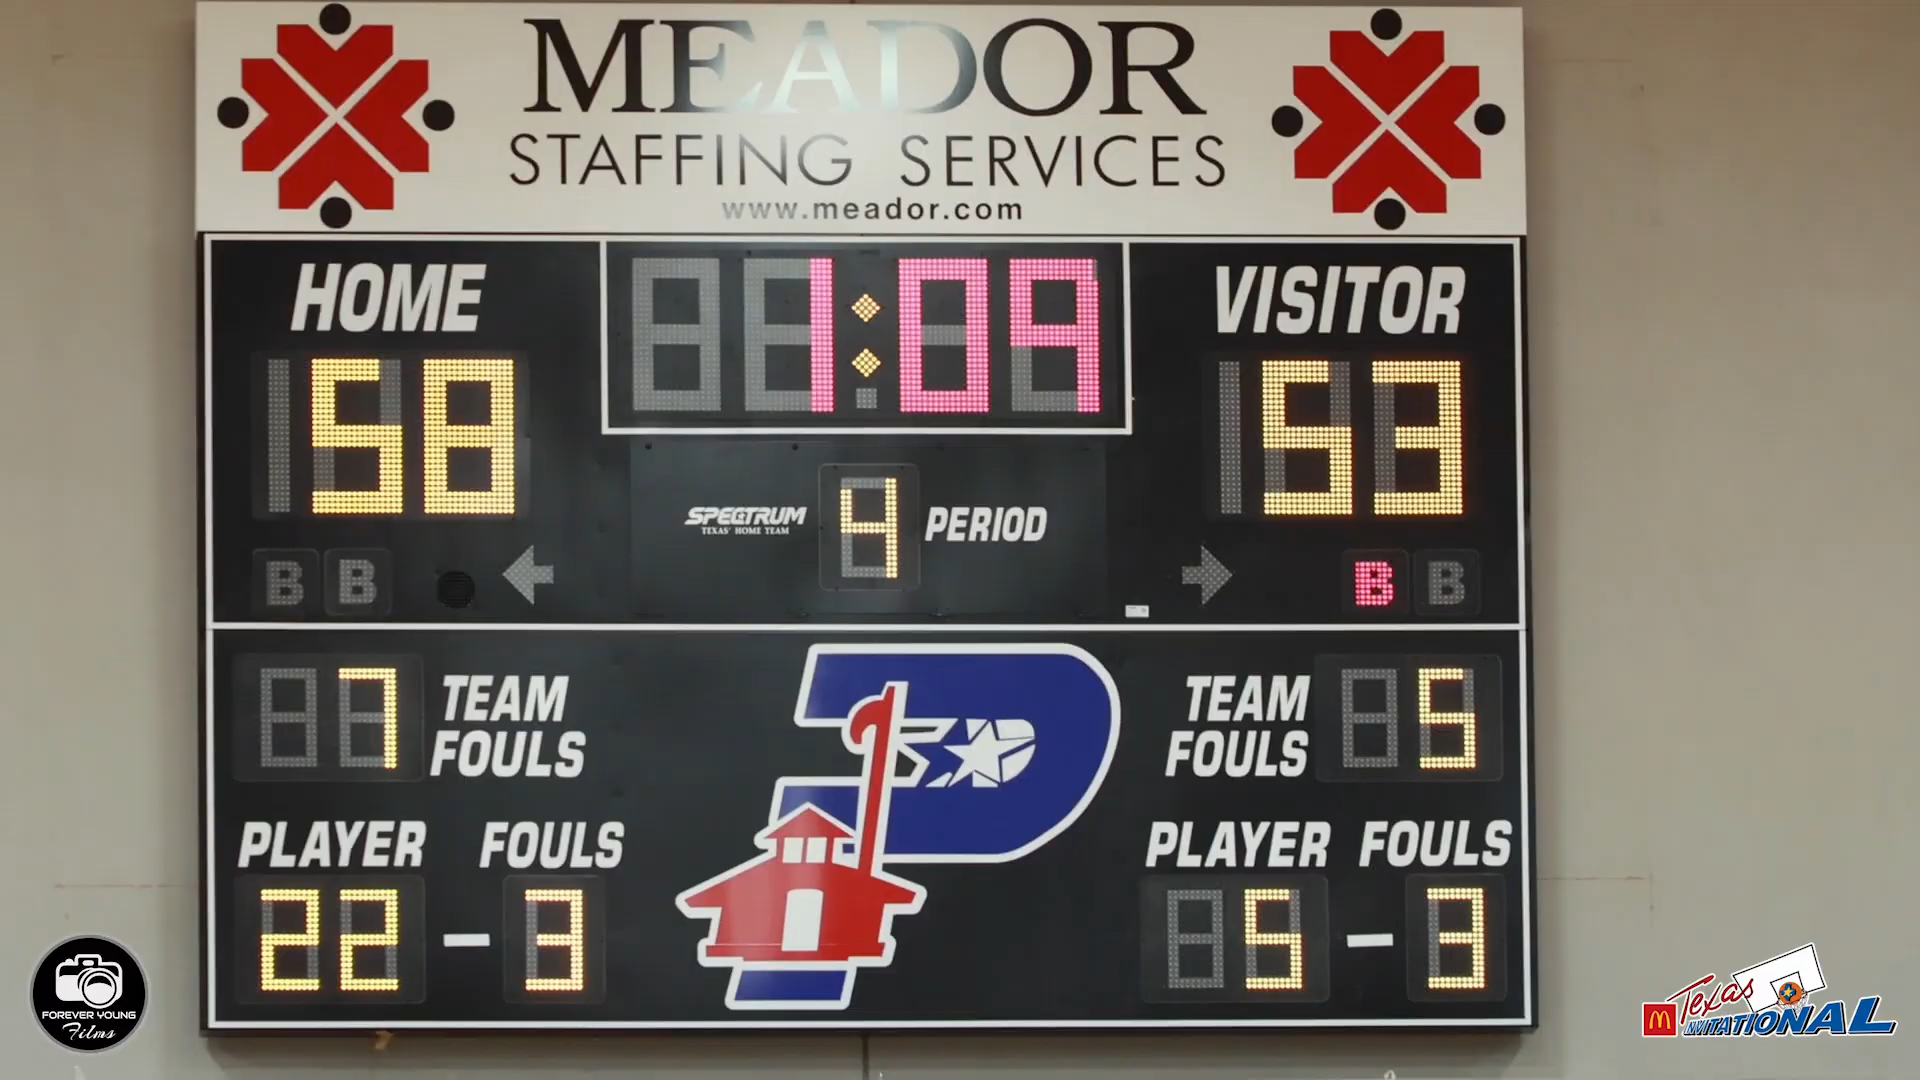 MEADOR
STAFFING SERVICES
www.meador.com
HOME
1:09
VISITOR
58
53
SPECTRUM
TEXAS' HOME TEAM
4 PERIOD
B B
B B
7 TEAM
FOULS
TEAM
FOULS 5
PLAYER FOULS
22 - 3
PLAYER FOULS
5 - 3
P
ISD
FOREVER YOUNG
Films
M
Texas
INVITATIONAL